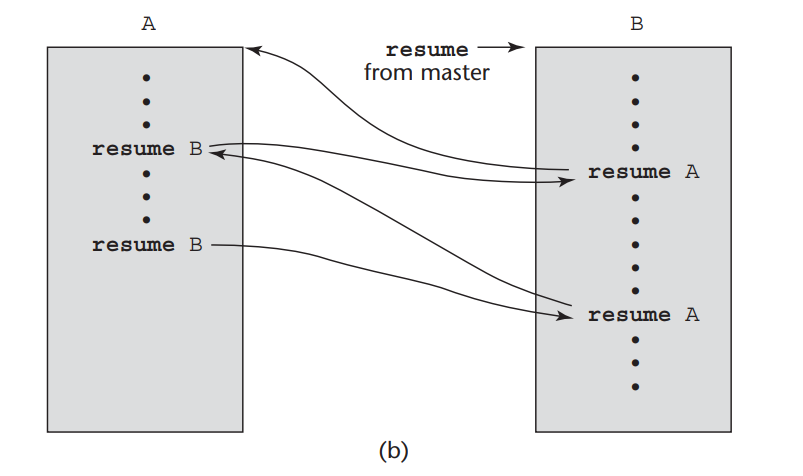 A
B
resume
from master
resume B
resume A
resume B
resume A
(b)